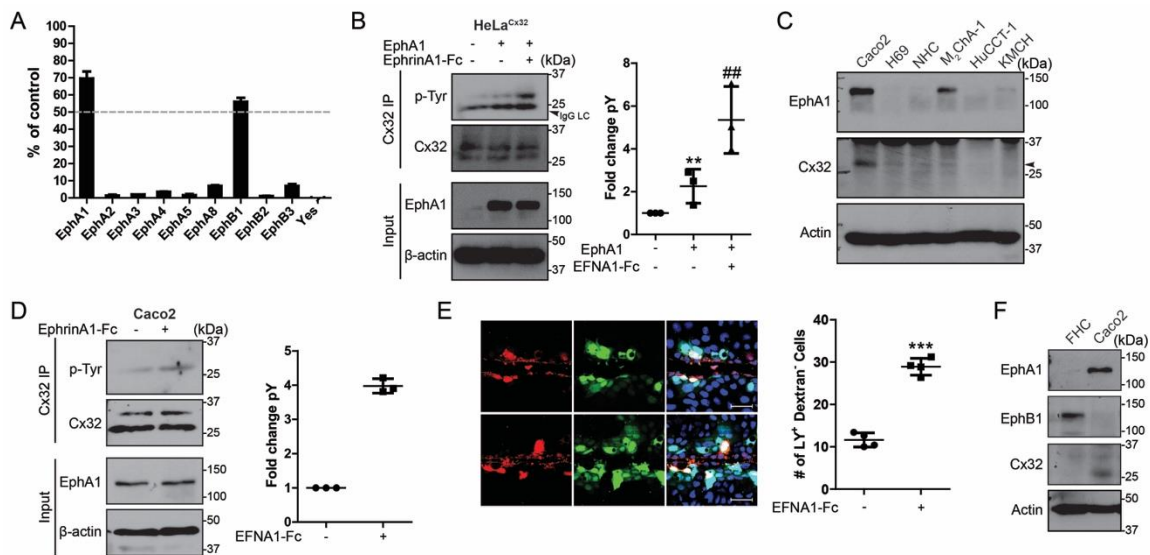 A
% of control
100
90
80
70
60
50
40
30
20
10
0
EphA1
EphA2
EphA3
EphA4
EphA5
EphA8
EphB1
EphB2
EphB3
Yes
B
HeLaCx32
EphA1 - + +
EphrinA1-Fc - - + (kDa)
Cx32 IP
p-Tyr
37
25
IgG LC
Cx32
37
25
Input
EphA1
150
100
β-actin
50
37
Fold change pY
8
6
4
2
0
**
##
EphA1 - + +
EFNA1-Fc - - +
C
Caco2
H69
NHC
M2ChA-1
HuCCT-1
KMCH
(kDa)
EphA1
150
100
Cx32
37
25
Actin
50
37
D
Caco2
EphrinA1-Fc - + (kDa)
Cx32 IP
p-Tyr
37
25
Cx32
37
25
Input
EphA1
150
100
β-actin
50
37
Fold change pY
5
4
3
2
1
0
EFNA1-Fc - +
E
# of LY+ Dextran- Cells
40
30
20
10
0
***
EFNA1-Fc - +
F
FHC
Caco2
(kDa)
EphA1
150
100
EphB1
150
100
Cx32
37
25
Actin
50
37